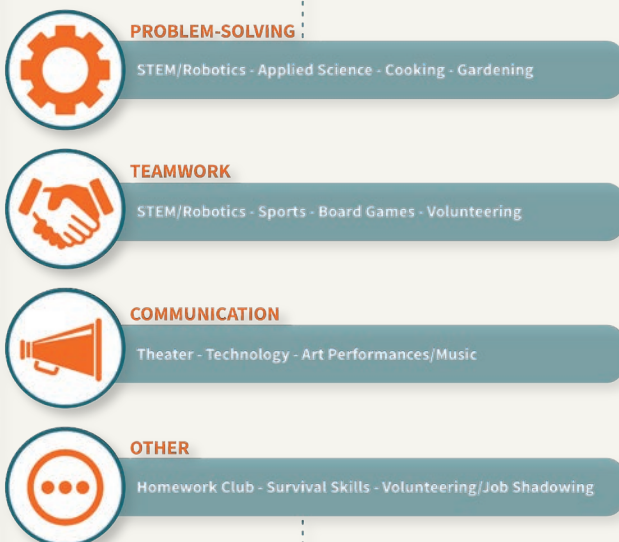 PROBLEM-SOLVING
STEM/Robotics - Applied Science - Cooking - Gardening
TEAMWORK
STEM/Robotics - Sports - Board Games - Volunteering
COMMUNICATION
Theater - Technology - Art Performances/Music
OTHER
Homework Club - Survival Skills - Volunteering/Job Shadowing